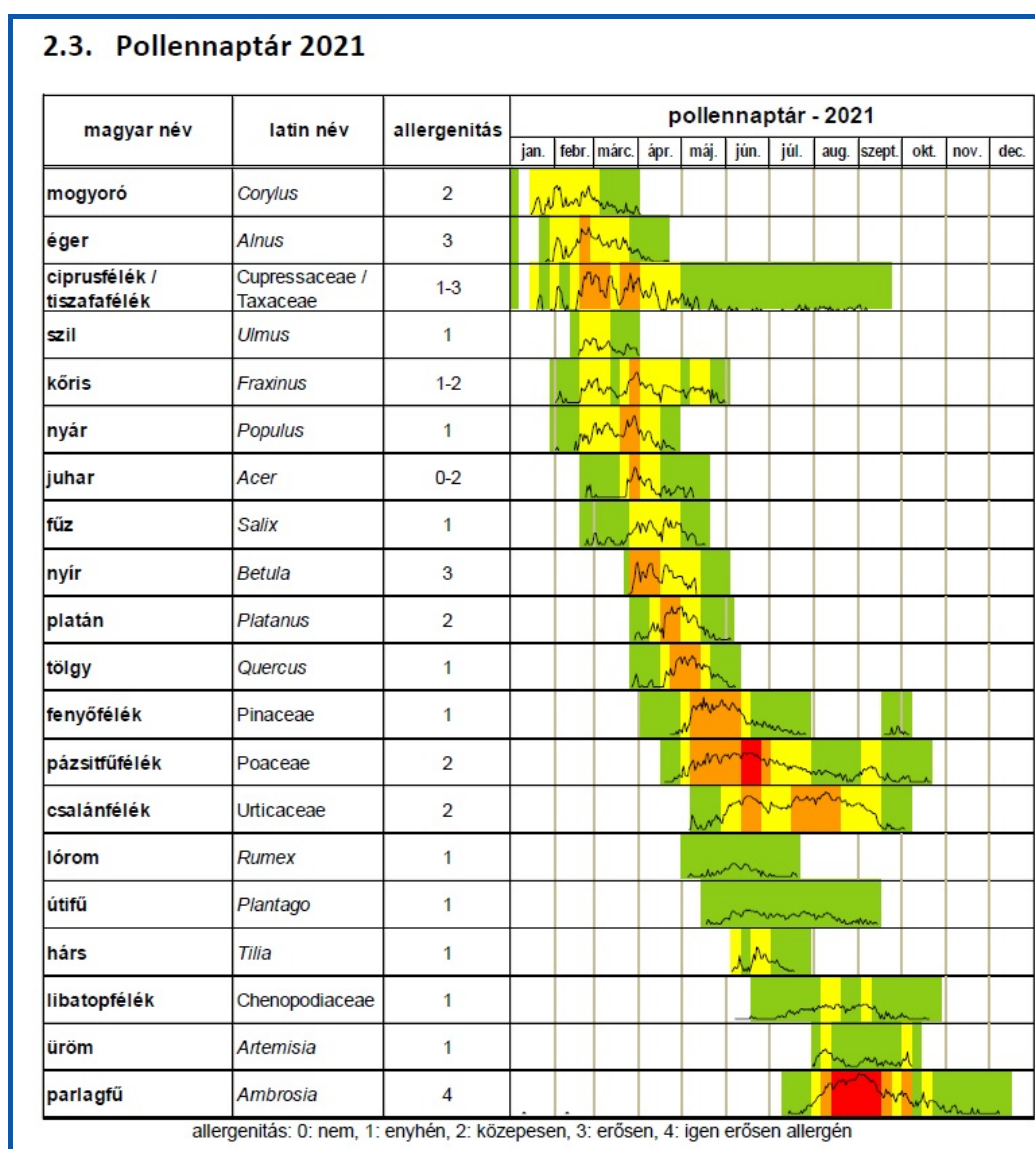 2.3. Pollennaptár 2021
magyar név latin név allergenitás pollennaptár - 2021
jan. febr. márc. ápr. máj. jún. júl. aug. szept. okt. nov. dec.
mogyoró Corylus 2
éger Alnus 3
ciprusfélék / Cupressaceae / 1-3
tiszafafélék Taxaceae
szil Ulmus 1
kőris Fraxinus 1-2
nyár Populus 1
juhar Acer 0-2
fűz Salix 1
nyír Betula 3
platán Platanus 2
tölgy Quercus 1
fenyőfélék Pinaceae 1
pázsitfűfélék Poaceae 2
csalánfélék Urticaceae 2
lórom Rumex 1
útifű Plantago 1
hárs Tilia 1
libatopfélék Chenopodiaceae 1
üröm Artemisia 1
parlagfű Ambrosia 4
allergenitás: 0: nem, 1: enyhén, 2: közepesen, 3: erősen, 4: igen erősen allergén